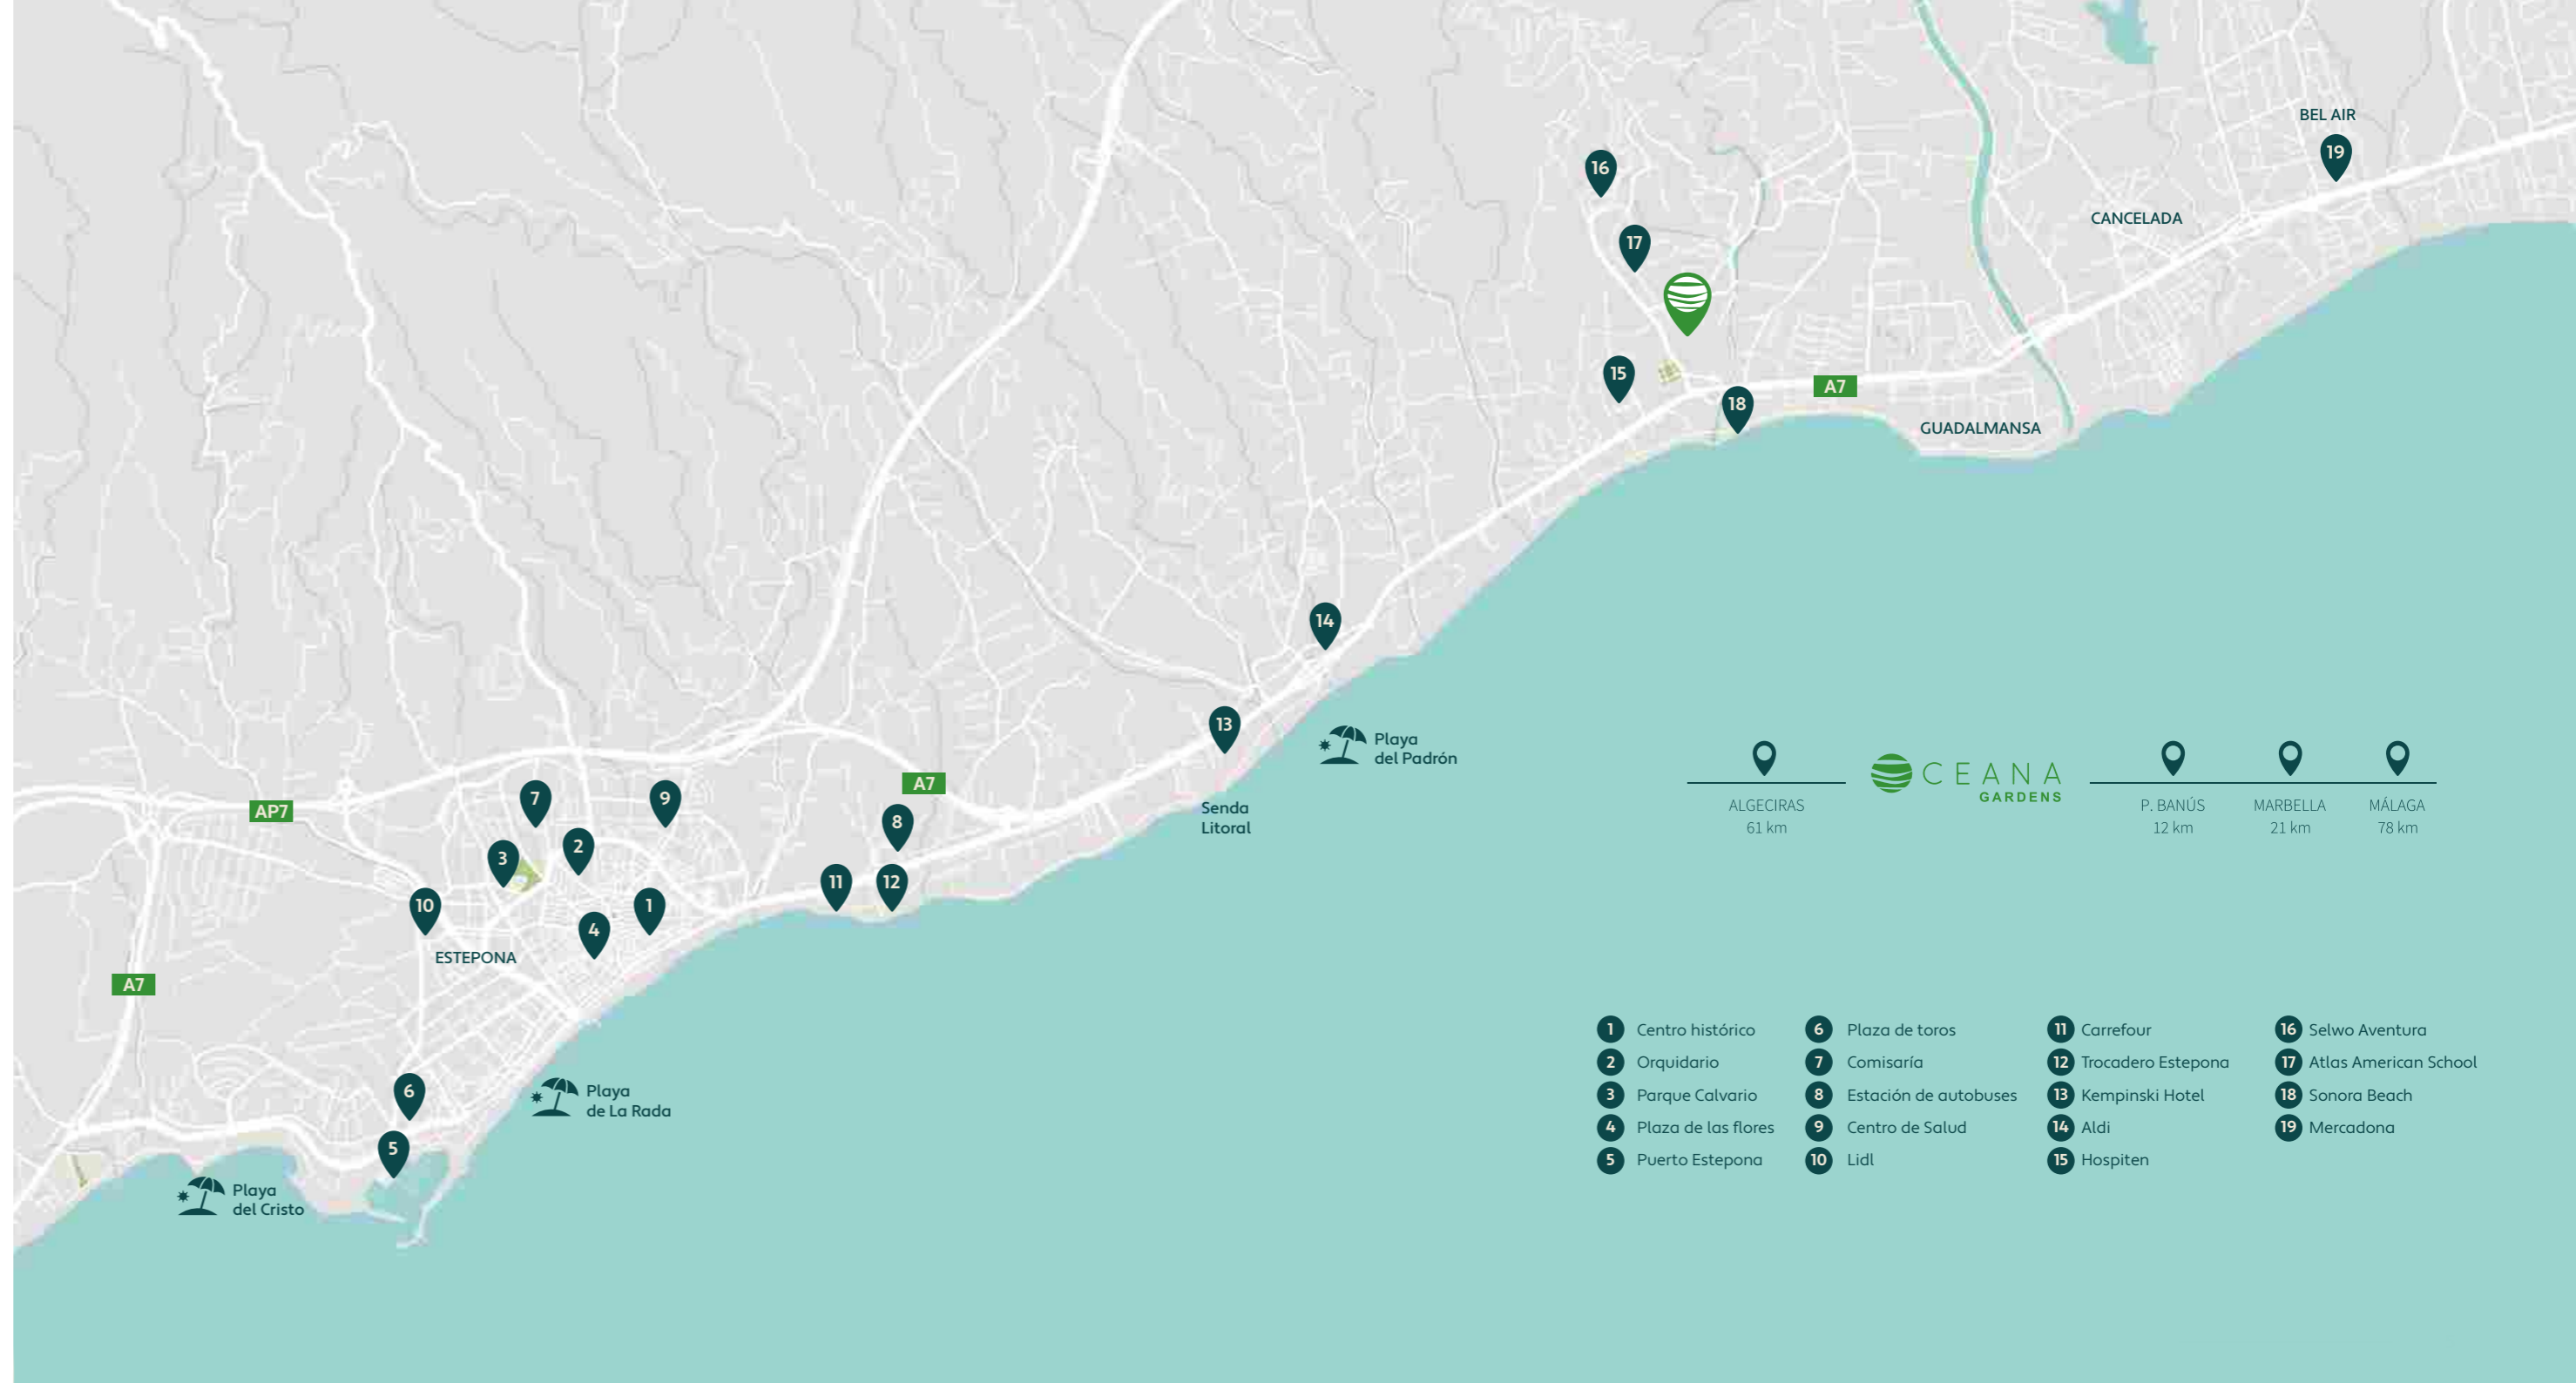 BEL AIR
19
16
CANCELADA
17
15
A7
18
GUADALMANSA
14
13
Playa
del Padrón
A7
AP7
7
9
Senda
Litoral
8
3
2
11
12
10
1
4
ESTEPONA
A7
6
Playa
de La Rada
5
Playa
del Cristo
ALGECIRAS
61 km
OCEANA
GARDENS
P. BANÚS
12 km
MARBELLA
21 km
MÁLAGA
78 km
1 Centro histórico
2 Orquidario
3 Parque Calvario
4 Plaza de las flores
5 Puerto Estepona
6 Plaza de toros
7 Comisaría
8 Estación de autobuses
9 Centro de Salud
10 Lidl
11 Carrefour
12 Trocadero Estepona
13 Kempinski Hotel
14 Aldi
15 Hospiten
16 Selwo Aventura
17 Atlas American School
18 Sonora Beach
19 Mercadona